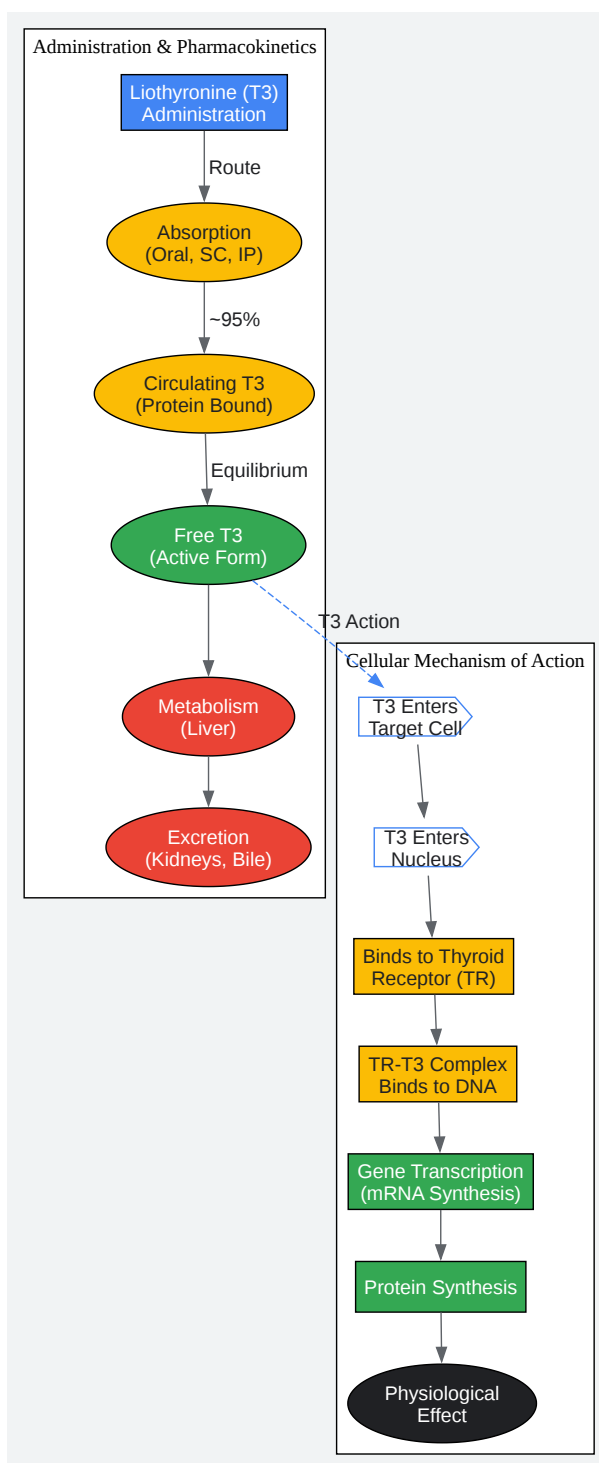 Administration & Pharmacokinetics
Liothyronine (T3)
Administration
Route
Absorption
(Oral, SC, IP)
~95%
Circulating T3
(Protein Bound)
Equilibrium
Free T3
(Active Form)
T3 Action
Metabolism
(Liver)
Excretion
(Kidneys, Bile)
Cellular Mechanism of Action
T3 Enters
Target Cell
T3 Enters
Nucleus
Binds to Thyroid
Receptor (TR)
TR-T3 Complex
Binds to DNA
Gene Transcription
(mRNA Synthesis)
Protein Synthesis
Physiological
Effect